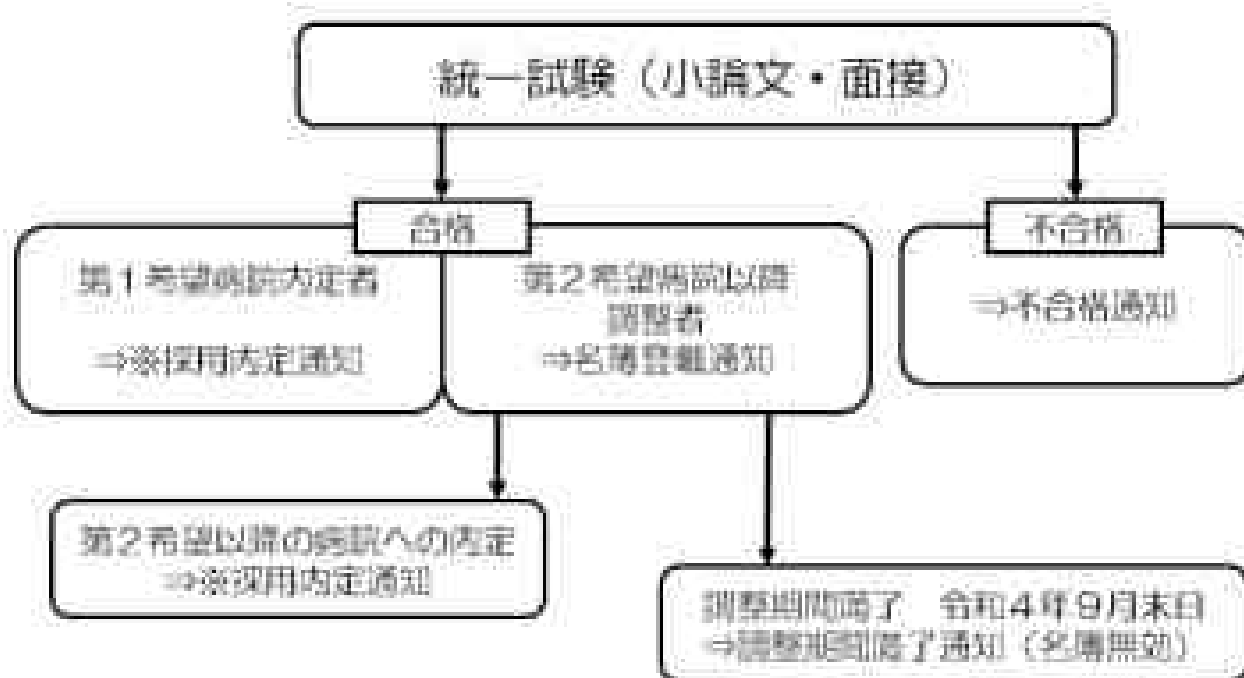 統一試験（小論文・面接）
合格
不合格
第１希望病院内定者
⇒※採用内定通知
第２希望病院以降
調整者
⇒名簿登載通知
⇒不合格通知
第２希望以降の病院への内定
⇒※採用内定通知
調整期間満了　令和４年９月末日
⇒調整期間満了通知（名簿無効）